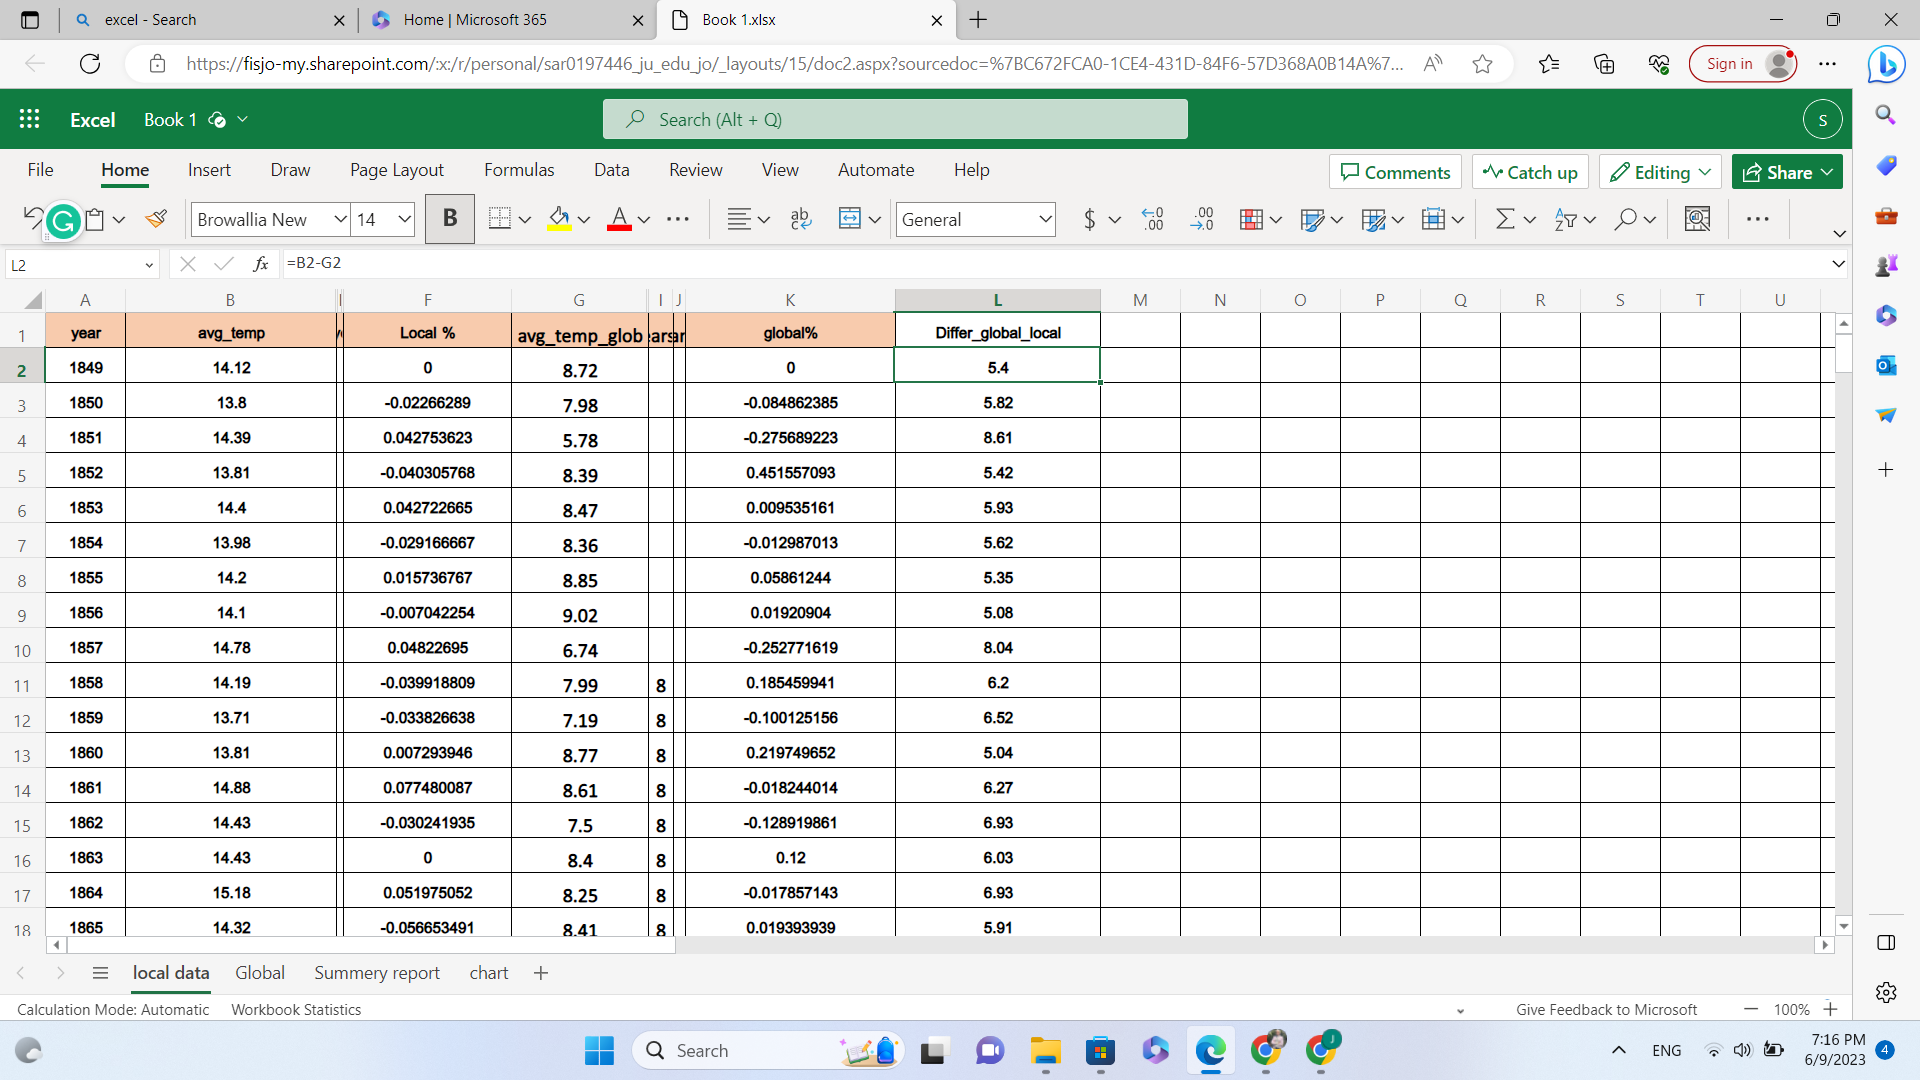 excel - Search
Home | Microsoft 365
Book 1.xlsx
https://fisjo-my.sharepoint.com/:x:/r/personal/sar0197446_ju_edu_jo/_layouts/15/doc2.aspx?sourcedoc=%7BC672FCA0-1CE4-431D-84F6-57D368A0B14A%7...
Sign in
Excel Book 1
Search (Alt + Q)
S
File Home Insert Draw Page Layout Formulas Data Review View Automate Help
Comments Catch up Editing Share
Browallia New 14 B General $
L2 fx =B2-G2
A B F G I J K L M N O P Q R S T U
1 year avg_temp Local % avg_temp_glob global% Differ_global_local
2 1849 14.12 0 8.72 0 5.4
3 1850 13.8 -0.02266289 7.98 -0.084862385 5.82
4 1851 14.39 0.042753623 5.78 -0.275689223 8.61
5 1852 13.81 -0.040305768 8.39 0.451557093 5.42
6 1853 14.4 0.042722665 8.47 0.009535161 5.93
7 1854 13.98 -0.029166667 8.36 -0.012987013 5.62
8 1855 14.2 0.015736767 8.85 0.05861244 5.35
9 1856 14.1 -0.007042254 9.02 0.01920904 5.08
10 1857 14.78 0.04822695 6.74 -0.252771619 8.04
11 1858 14.19 -0.039918809 7.99 8 0.185459941 6.2
12 1859 13.71 -0.033826638 7.19 8 -0.100125156 6.52
13 1860 13.81 0.007293946 8.77 8 0.219749652 5.04
14 1861 14.88 0.077480087 8.61 8 -0.018244014 6.27
15 1862 14.43 -0.030241935 7.5 8 -0.128919861 6.93
16 1863 14.43 0 8.4 8 0.12 6.03
17 1864 15.18 0.051975052 8.25 8 -0.017857143 6.93
18 1865 14.32 -0.056653491 8.41 8 0.019393939 5.91
local data Global Summery report chart
Calculation Mode: Automatic Workbook Statistics
Give Feedback to Microsoft 100%
Search
ENG
7:16 PM
6/9/2023
4